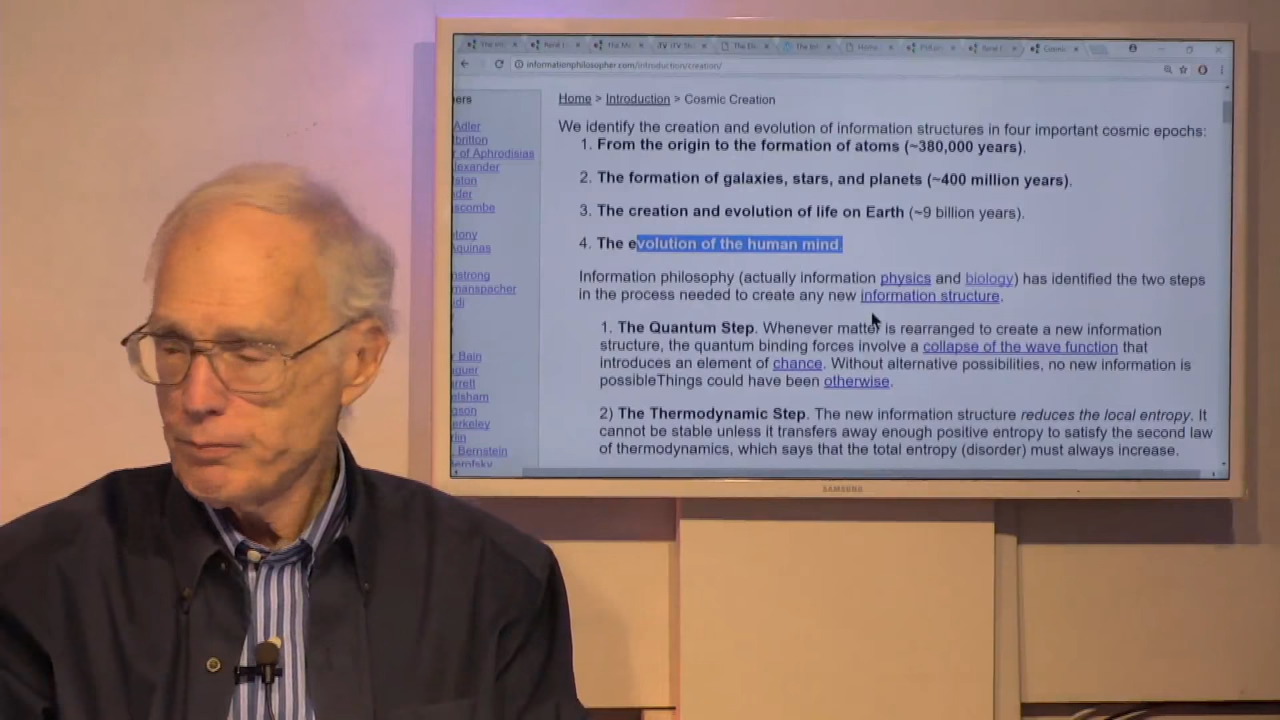 informationphilosopher.com/introduction/creation/
ers
Adler
of Aphrodisias
scombe
Aquinas
manspacher
Bain
Bernstein
Home > Introduction > Cosmic Creation
We identify the creation and evolution of information structures in four important cosmic epochs:
1. From the origin to the formation of atoms (~380,000 years).
2. The formation of galaxies, stars, and planets (~400 million years).
3. The creation and evolution of life on Earth (~9 billion years).
4. The evolution of the human mind.
Information philosophy (actually information physics and biology) has identified the two steps
in the process needed to create any new information structure.
1. The Quantum Step. Whenever matter is rearranged to create a new information
structure, the quantum binding forces involve a collapse of the wave function that
introduces an element of chance. Without alternative possibilities, no new information is
possibleThings could have been otherwise.
2) The Thermodynamic Step. The new information structure reduces the local entropy. It
cannot be stable unless it transfers away enough positive entropy to satisfy the second law
of thermodynamics, which says that the total entropy (disorder) must always increase.
SAMSUNG